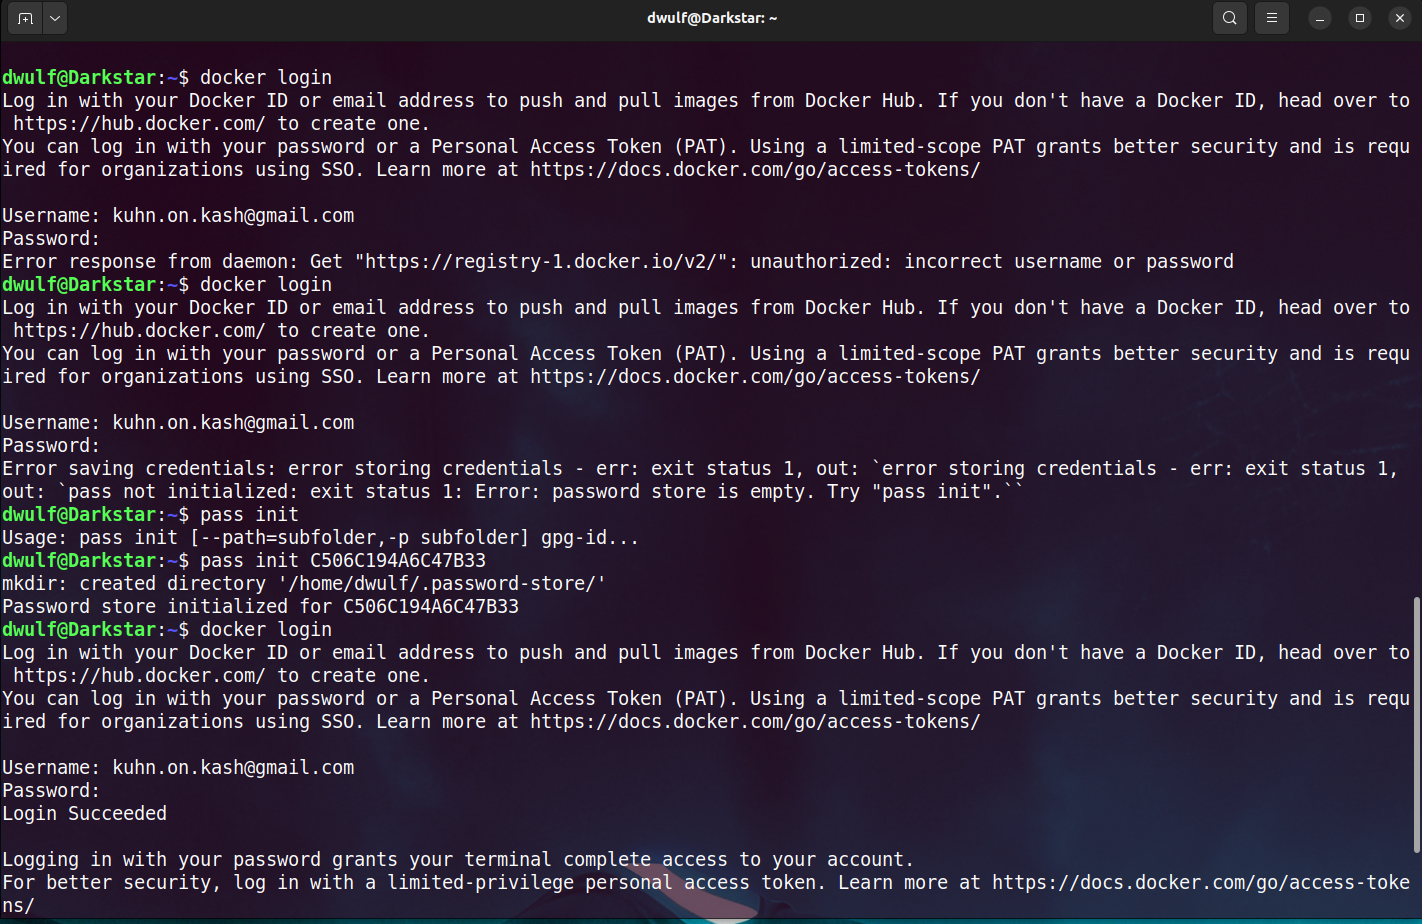 dwulf@Darkstar: ~
dwulf@Darkstar:~$ docker login
Log in with your Docker ID or email address to push and pull images from Docker Hub. If you don't have a Docker ID, head over to
 https://hub.docker.com/ to create one.
You can log in with your password or a Personal Access Token (PAT). Using a limited-scope PAT grants better security and is requ
ired for organizations using SSO. Learn more at https://docs.docker.com/go/access-tokens/

Username: kuhn.on.kash@gmail.com
Password:
Error response from daemon: Get "https://registry-1.docker.io/v2/": unauthorized: incorrect username or password
dwulf@Darkstar:~$ docker login
Log in with your Docker ID or email address to push and pull images from Docker Hub. If you don't have a Docker ID, head over to
 https://hub.docker.com/ to create one.
You can log in with your password or a Personal Access Token (PAT). Using a limited-scope PAT grants better security and is requ
ired for organizations using SSO. Learn more at https://docs.docker.com/go/access-tokens/

Username: kuhn.on.kash@gmail.com
Password:
Error saving credentials: error storing credentials - err: exit status 1, out: `error storing credentials - err: exit status 1,
out: `pass not initialized: exit status 1: Error: password store is empty. Try "pass init".``
dwulf@Darkstar:~$ pass init
Usage: pass init [--path=subfolder,-p subfolder] gpg-id...
dwulf@Darkstar:~$ pass init C506C194A6C47B33
mkdir: created directory '/home/dwulf/.password-store/'
Password store initialized for C506C194A6C47B33
dwulf@Darkstar:~$ docker login
Log in with your Docker ID or email address to push and pull images from Docker Hub. If you don't have a Docker ID, head over to
 https://hub.docker.com/ to create one.
You can log in with your password or a Personal Access Token (PAT). Using a limited-scope PAT grants better security and is requ
ired for organizations using SSO. Learn more at https://docs.docker.com/go/access-tokens/

Username: kuhn.on.kash@gmail.com
Password:
Login Succeeded

Logging in with your password grants your terminal complete access to your account.
For better security, log in with a limited-privilege personal access token. Learn more at https://docs.docker.com/go/access-toke
ns/